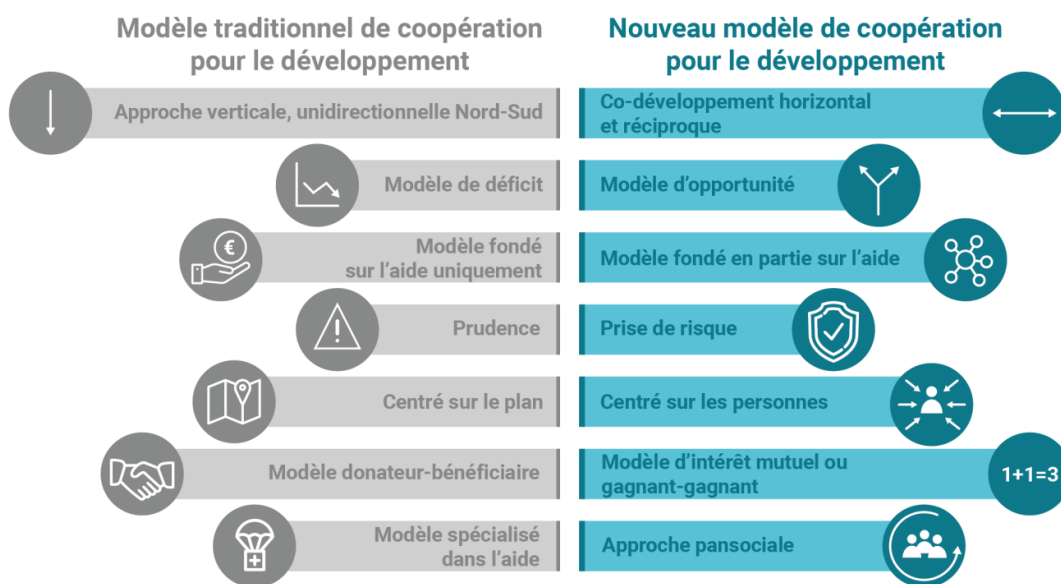 Modèle traditionnel de coopération
pour le développement
Nouveau modèle de coopération
pour le développement
Approche verticale, unidirectionnelle Nord-Sud
Co-développement horizontal
et réciproque
Modèle de déficit
Modèle d’opportunité
€
Modèle fondé
sur l’aide uniquement
Modèle fondé en partie sur l’aide
Prudence
Prise de risque
Centré sur le plan
Centré sur les personnes
Modèle donateur-bénéficiaire
Modèle d’intérêt mutuel ou
gagnant-gagnant
1+1=3
Modèle spécialisé
dans l’aide
Approche pansociale